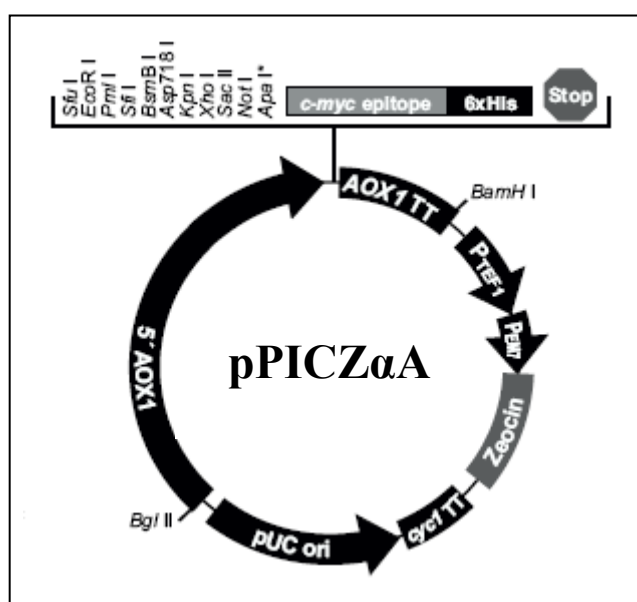 Sfu I
EcoR I
Pml I
Sfi I
BsmB I
Asp718 I
Kpn I
Xho I
Sac II
Not I
Apa I*
c-myc epitope
6xHis
Stop
AOX1 TT
BamH I
PTEF1
PEM7
Zeocin
cyc1 TT
pUC ori
Bgl II
5´ AOX1
pPICZαA